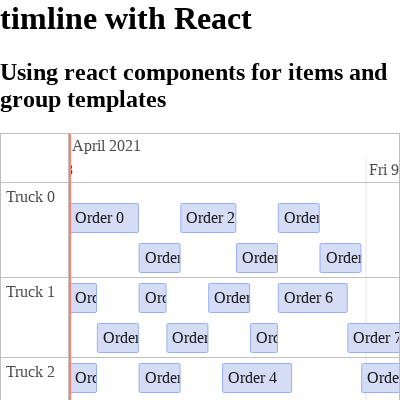 timline with React
Using react components for items and
group templates
April 2021
Fri 9
Truck 0
Order 0
Order 2
Order
Order
Order
Order
Truck 1
Ord
Ord
Order
Order 6
Order
Order
Ord
Order 7
Truck 2
Ord
Order
Order 4
Orde